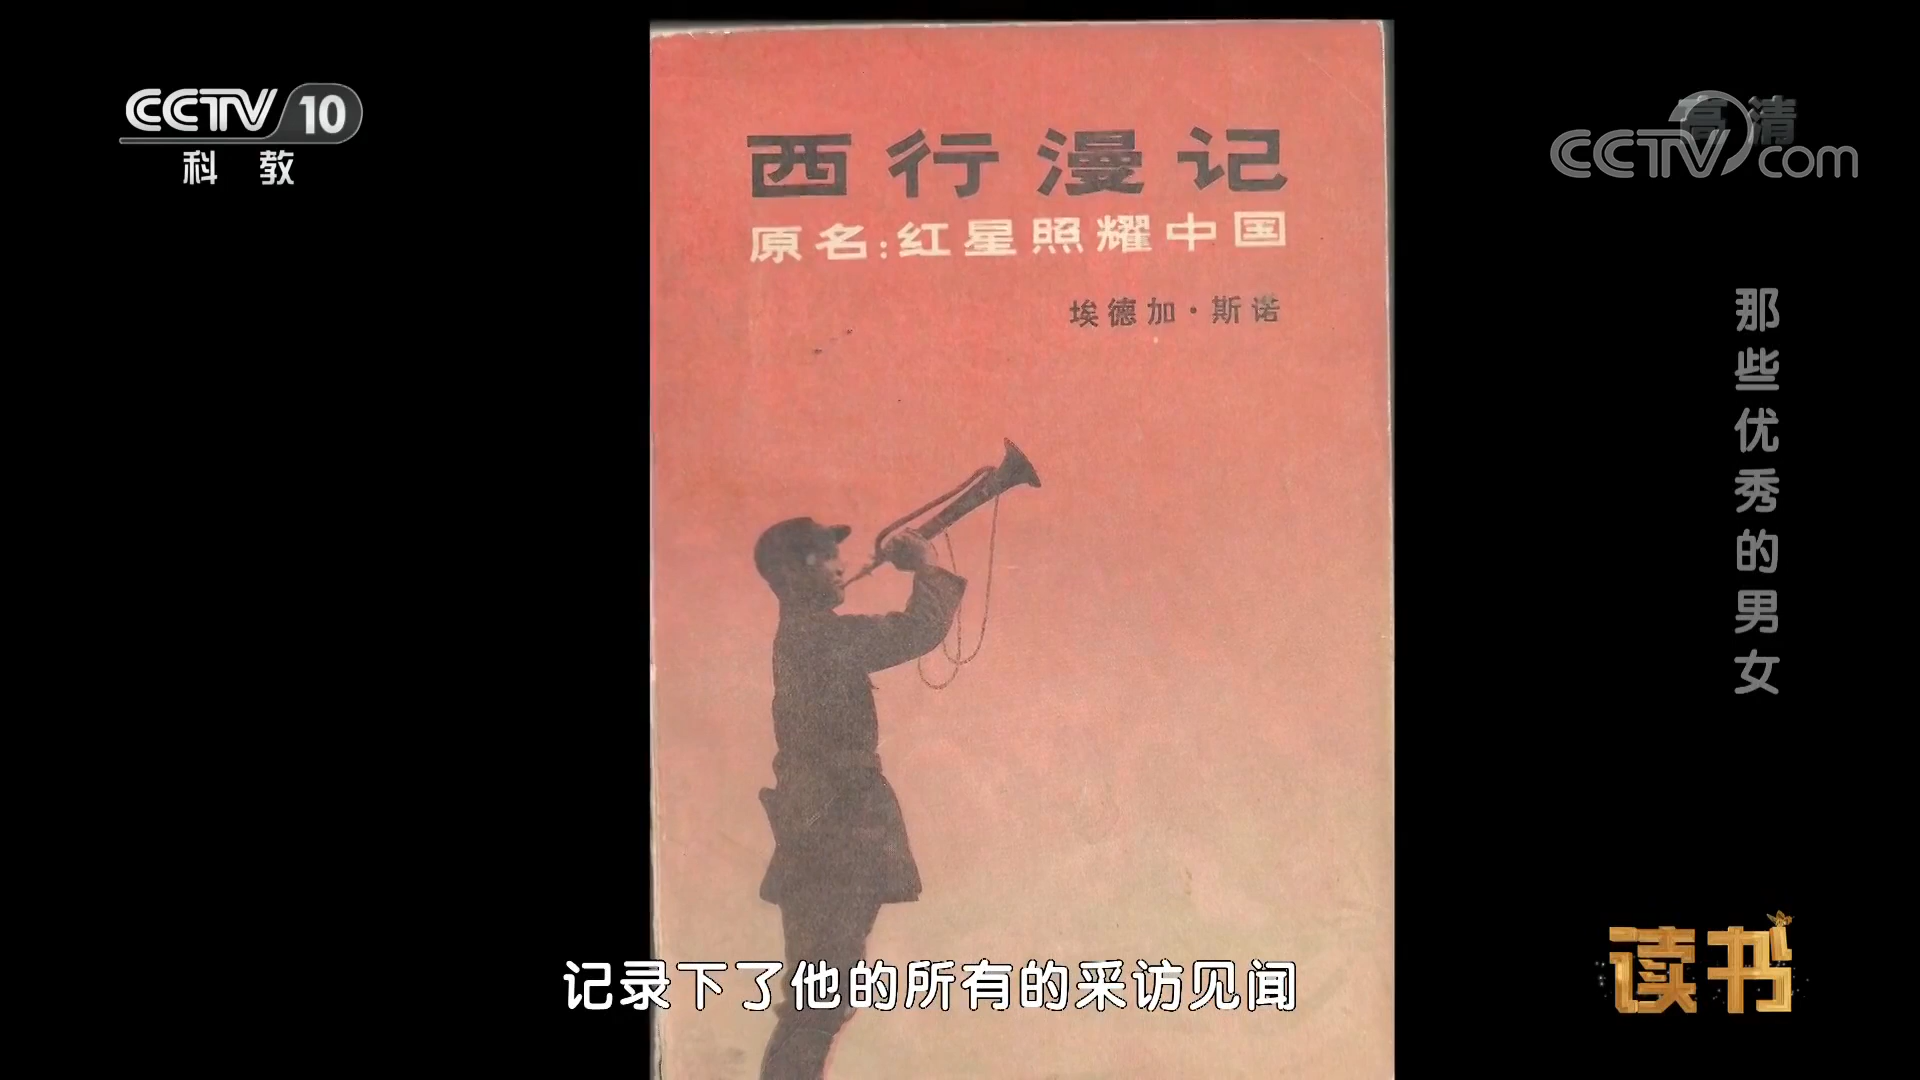 CCTV 10
科教
高清
CCTV.com
西行漫记
原名:红星照耀中国
埃德加·斯诺
那些优秀的男女
记录下了他的所有的采访见闻
读书